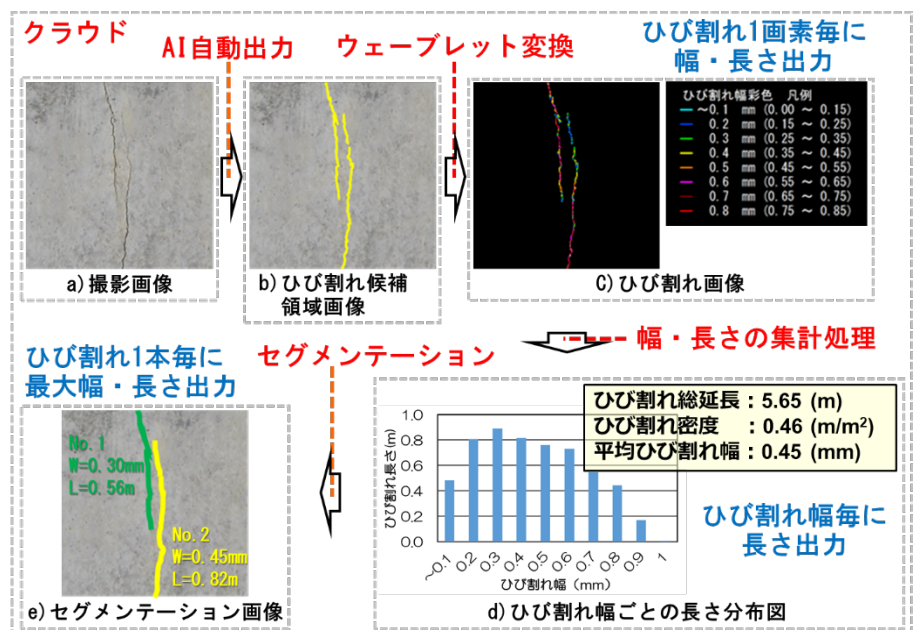 クラウド
AI自動出力
ウェーブレット変換
ひび割れ1画素毎に
幅・長さ出力
ひび割れ幅彩色 凡例
～0.1 mm (0.00 ～ 0.15)
0.2 mm (0.15 ～ 0.25)
0.3 mm (0.25 ～ 0.35)
0.4 mm (0.35 ～ 0.45)
0.5 mm (0.45 ～ 0.55)
0.6 mm (0.55 ～ 0.65)
0.7 mm (0.65 ～ 0.75)
0.8 mm (0.75 ～ 0.85)
a)撮影画像
b)ひび割れ候補
領域画像
C)ひび割れ画像
幅・長さの集計処理
セグメンテーション
ひび割れ1本毎に
最大幅・長さ出力
No.1
W=0.30mm
L=0.56m
No.2
W=0.45mm
L=0.82m
e)セグメンテーション画像
ひび割れ総延長：5.65 (m)
ひび割れ密度 ：0.46 (m/m²)
平均ひび割れ幅：0.45 (mm)
ひび割れ長さ(m)
1.0
0.8
0.6
0.4
0.2
0.0
～0.1 0.2 0.3 0.4 0.5 0.6 0.7 0.8 0.9 1
ひび割れ幅（mm）
ひび割れ幅毎に
長さ出力
d)ひび割れ幅ごとの長さ分布図